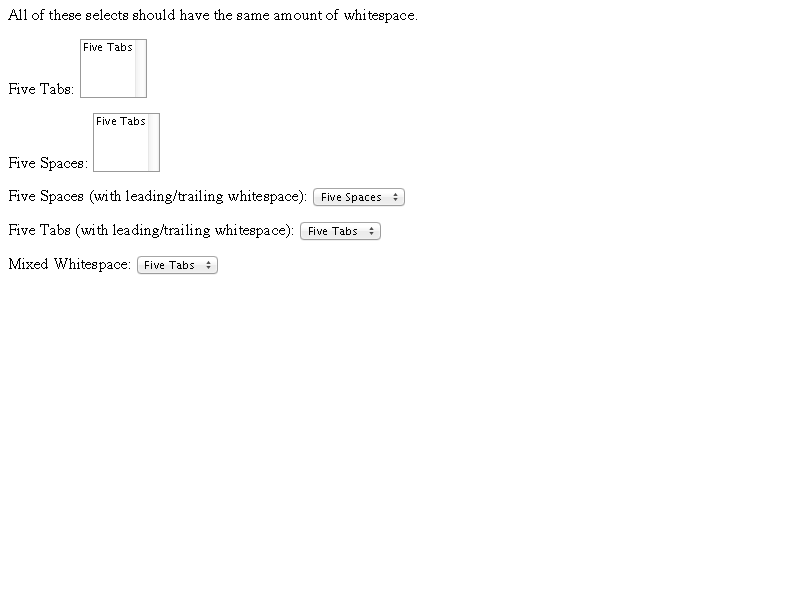 All of these selects should have the same amount of whitespace.
Five Tabs: Five Tabs
Five Spaces: Five Tabs
Five Spaces (with leading/trailing whitespace): Five Spaces
Five Tabs (with leading/trailing whitespace): Five Tabs
Mixed Whitespace: Five Tabs